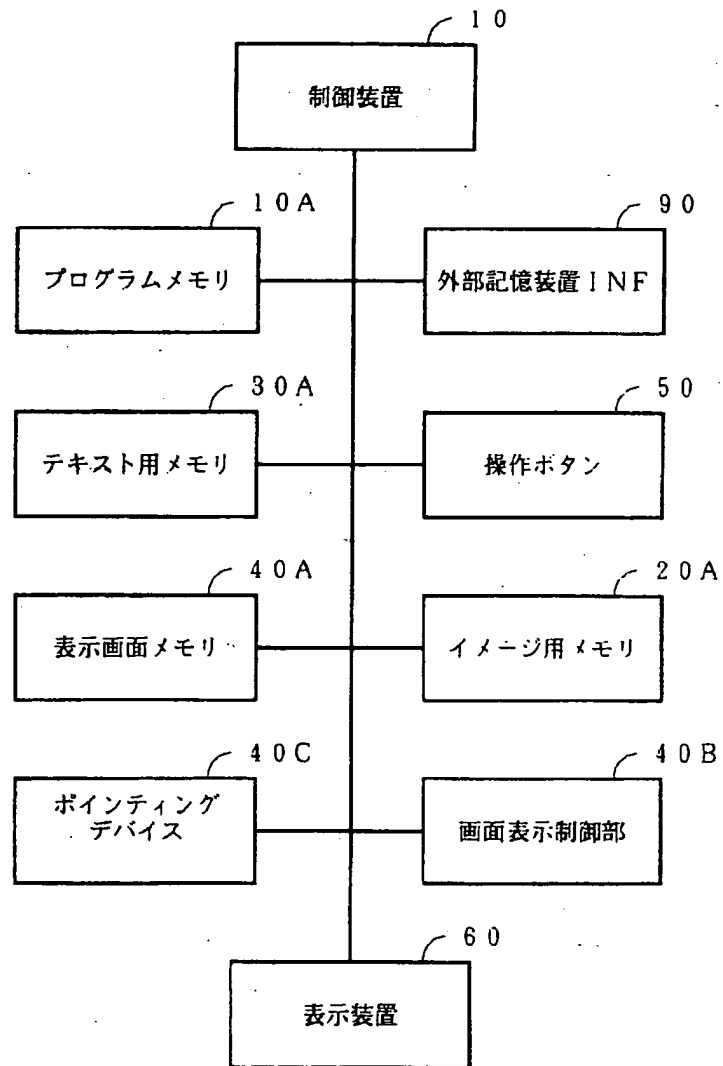 10
制御装置
10A
プログラムメモリ
90
外部記憶装置INF
30A
テキスト用メモリ
50
操作ボタン
40A
表示画面メモリ
20A
イメージ用メモリ
40C
ポインティング
デバイス
40B
画面表示制御部
60
表示装置